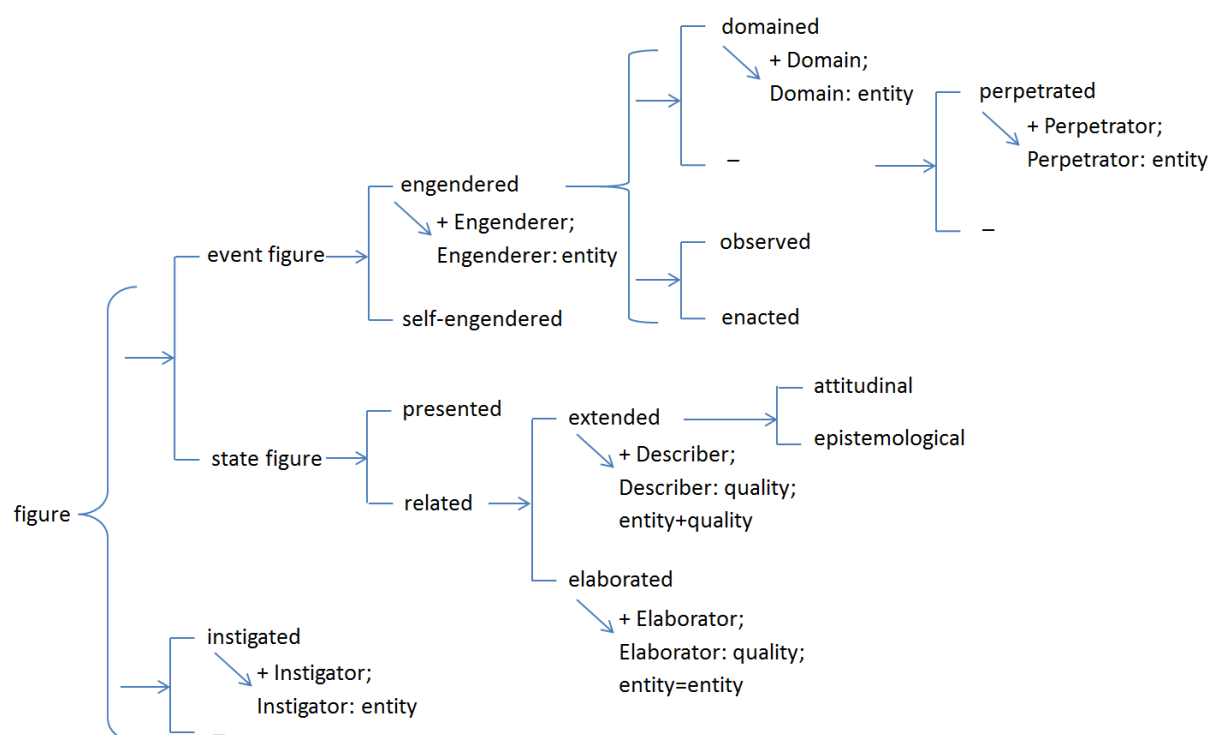 domained
+ Domain;
Domain: entity
perpetrated
+ Perpetrator;
Perpetrator: entity
–
–
engendered
+ Engenderer;
Engenderer: entity
observed
event figure
self-engendered
enacted
presented
extended
attitudinal
epistemological
+ Describer;
Describer: quality;
entity+quality
state figure
related
figure
elaborated
+ Elaborator;
Elaborator: quality;
entity=entity
instigated
+ Instigator;
Instigator: entity
–